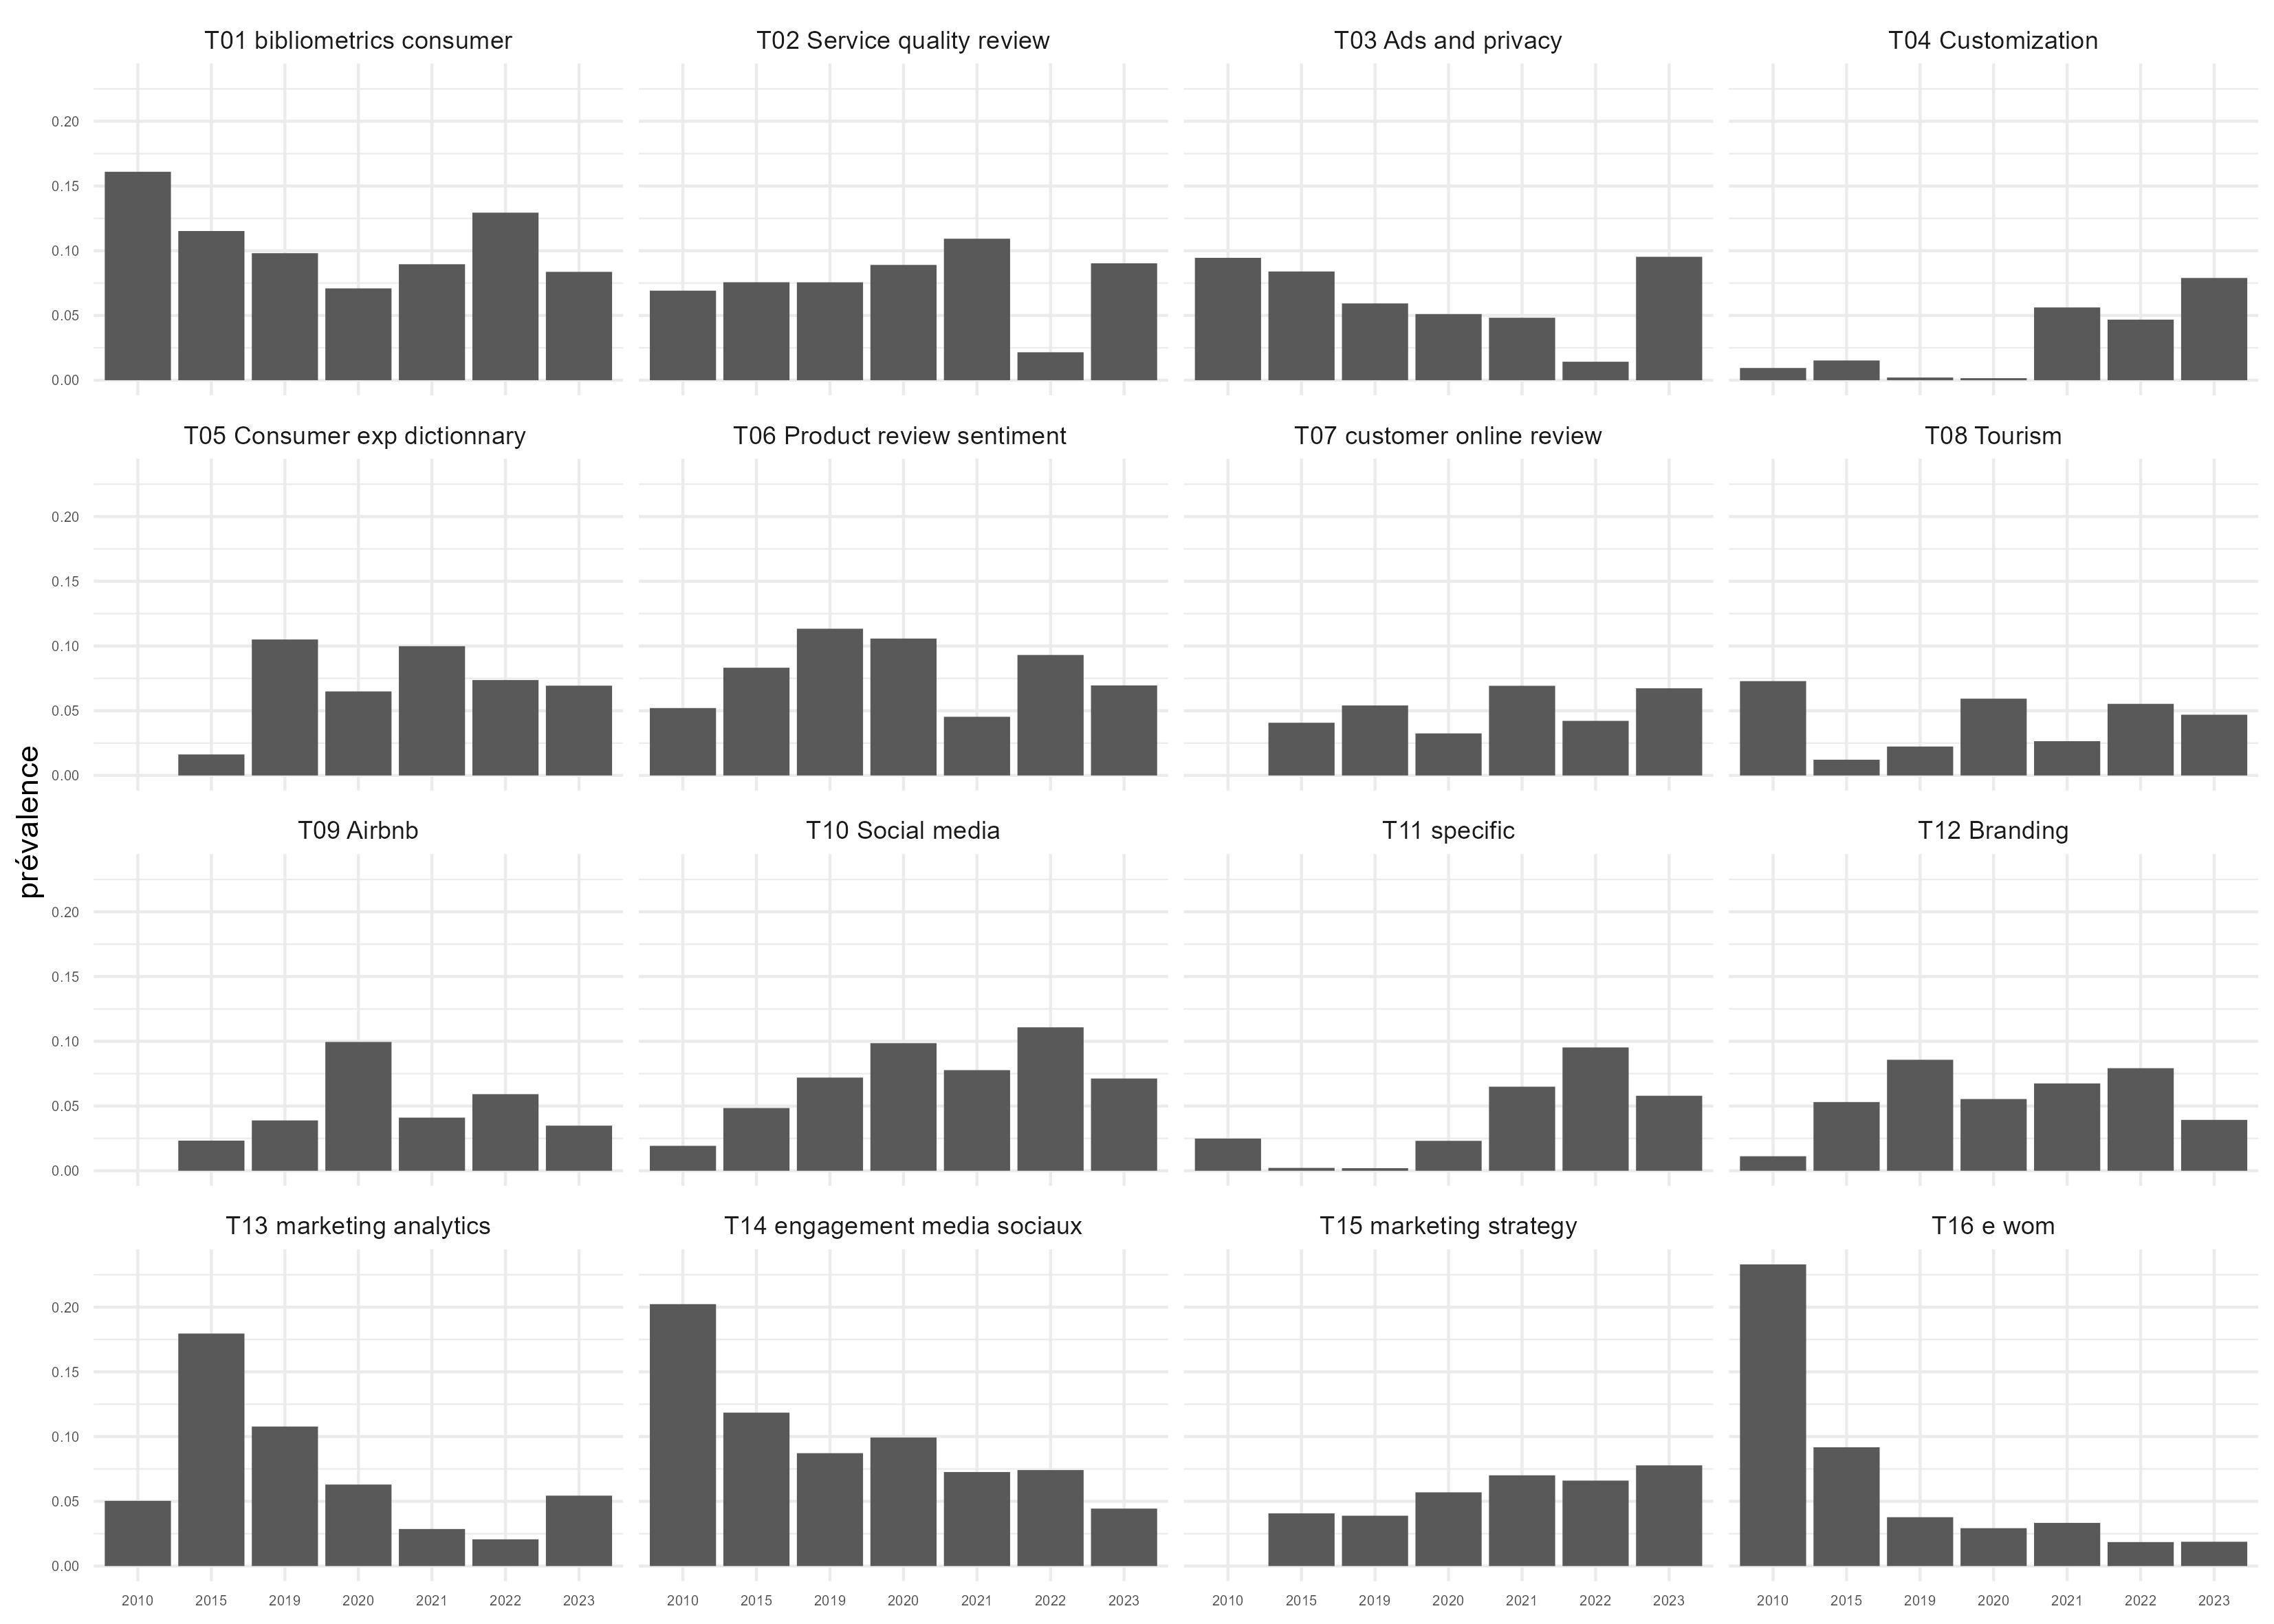 T01 bibliometrics consumer
T02 Service quality review
T03 Ads and privacy
T04 Customization
0.20
0.15
0.10
0.05
0.00
T05 Consumer exp dictionnary
T06 Product review sentiment
T07 customer online review
T08 Tourism
0.20
0.15
0.10
0.05
0.00
prévalence
T09 Airbnb
T10 Social media
T11 specific
T12 Branding
0.20
0.15
0.10
0.05
0.00
T13 marketing analytics
T14 engagement media sociaux
T15 marketing strategy
T16 e wom
0.20
0.15
0.10
0.05
0.00
2010 2015 2019 2020 2021 2022 2023
2010 2015 2019 2020 2021 2022 2023
2010 2015 2019 2020 2021 2022 2023
2010 2015 2019 2020 2021 2022 2023